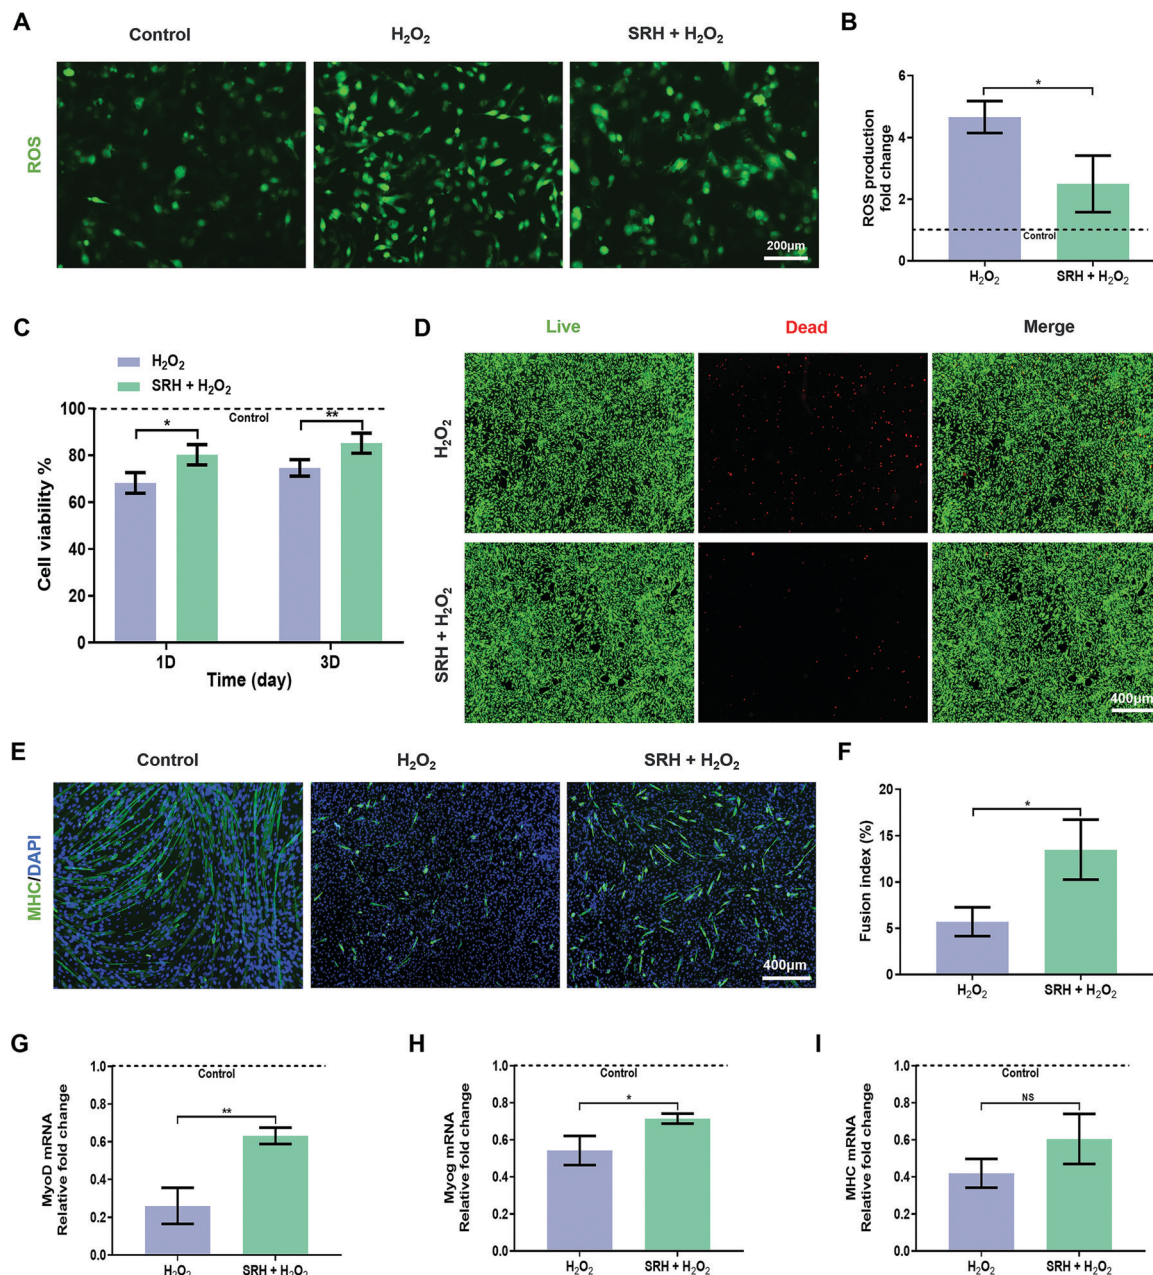 A
Control
H₂O₂
SRH + H₂O₂
ROS
200μm
B
ROS production
fold change
6
4
2
0
Control
*
H₂O₂
SRH + H₂O₂
C
H₂O₂
SRH + H₂O₂
Cell viability %
100
80
60
40
20
0
Control
*
**
1D
3D
Time (day)
D
Live
Dead
Merge
H₂O₂
SRH + H₂O₂
400μm
E
Control
H₂O₂
SRH + H₂O₂
MHC/DAPI
400μm
F
Fusion index (%)
20
15
10
5
0
*
H₂O₂
SRH + H₂O₂
G
MyoD mRNA
Relative fold change
1.0
0.8
0.6
0.4
0.2
0.0
Control
**
H₂O₂
SRH + H₂O₂
H
Myog mRNA
Relative fold change
1.0
0.8
0.6
0.4
0.2
0.0
Control
*
H₂O₂
SRH + H₂O₂
I
MHC mRNA
Relative fold change
1.0
0.8
0.6
0.4
0.2
0.0
Control
NS
H₂O₂
SRH + H₂O₂